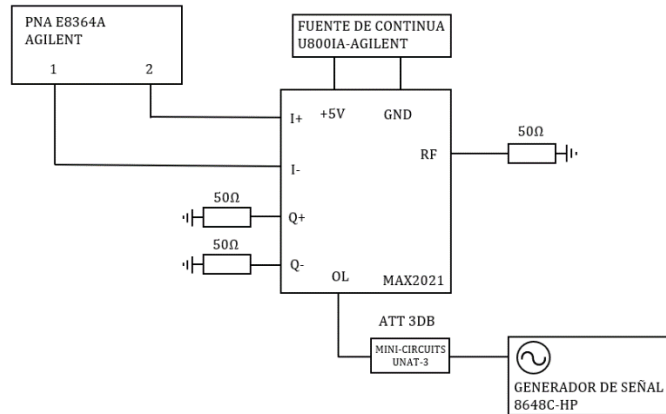 PNA E8364A
AGILENT
1
2
FUENTE DE CONTINUA
U800IA-AGILENT
+5V
GND
I+
I-
Q+
Q-
RF
OL
MAX2021
50Ω
50Ω
50Ω
ATT 3DB
MINI-CIRCUITS
UNAT-3
GENERADOR DE SEÑAL
8648C-HP